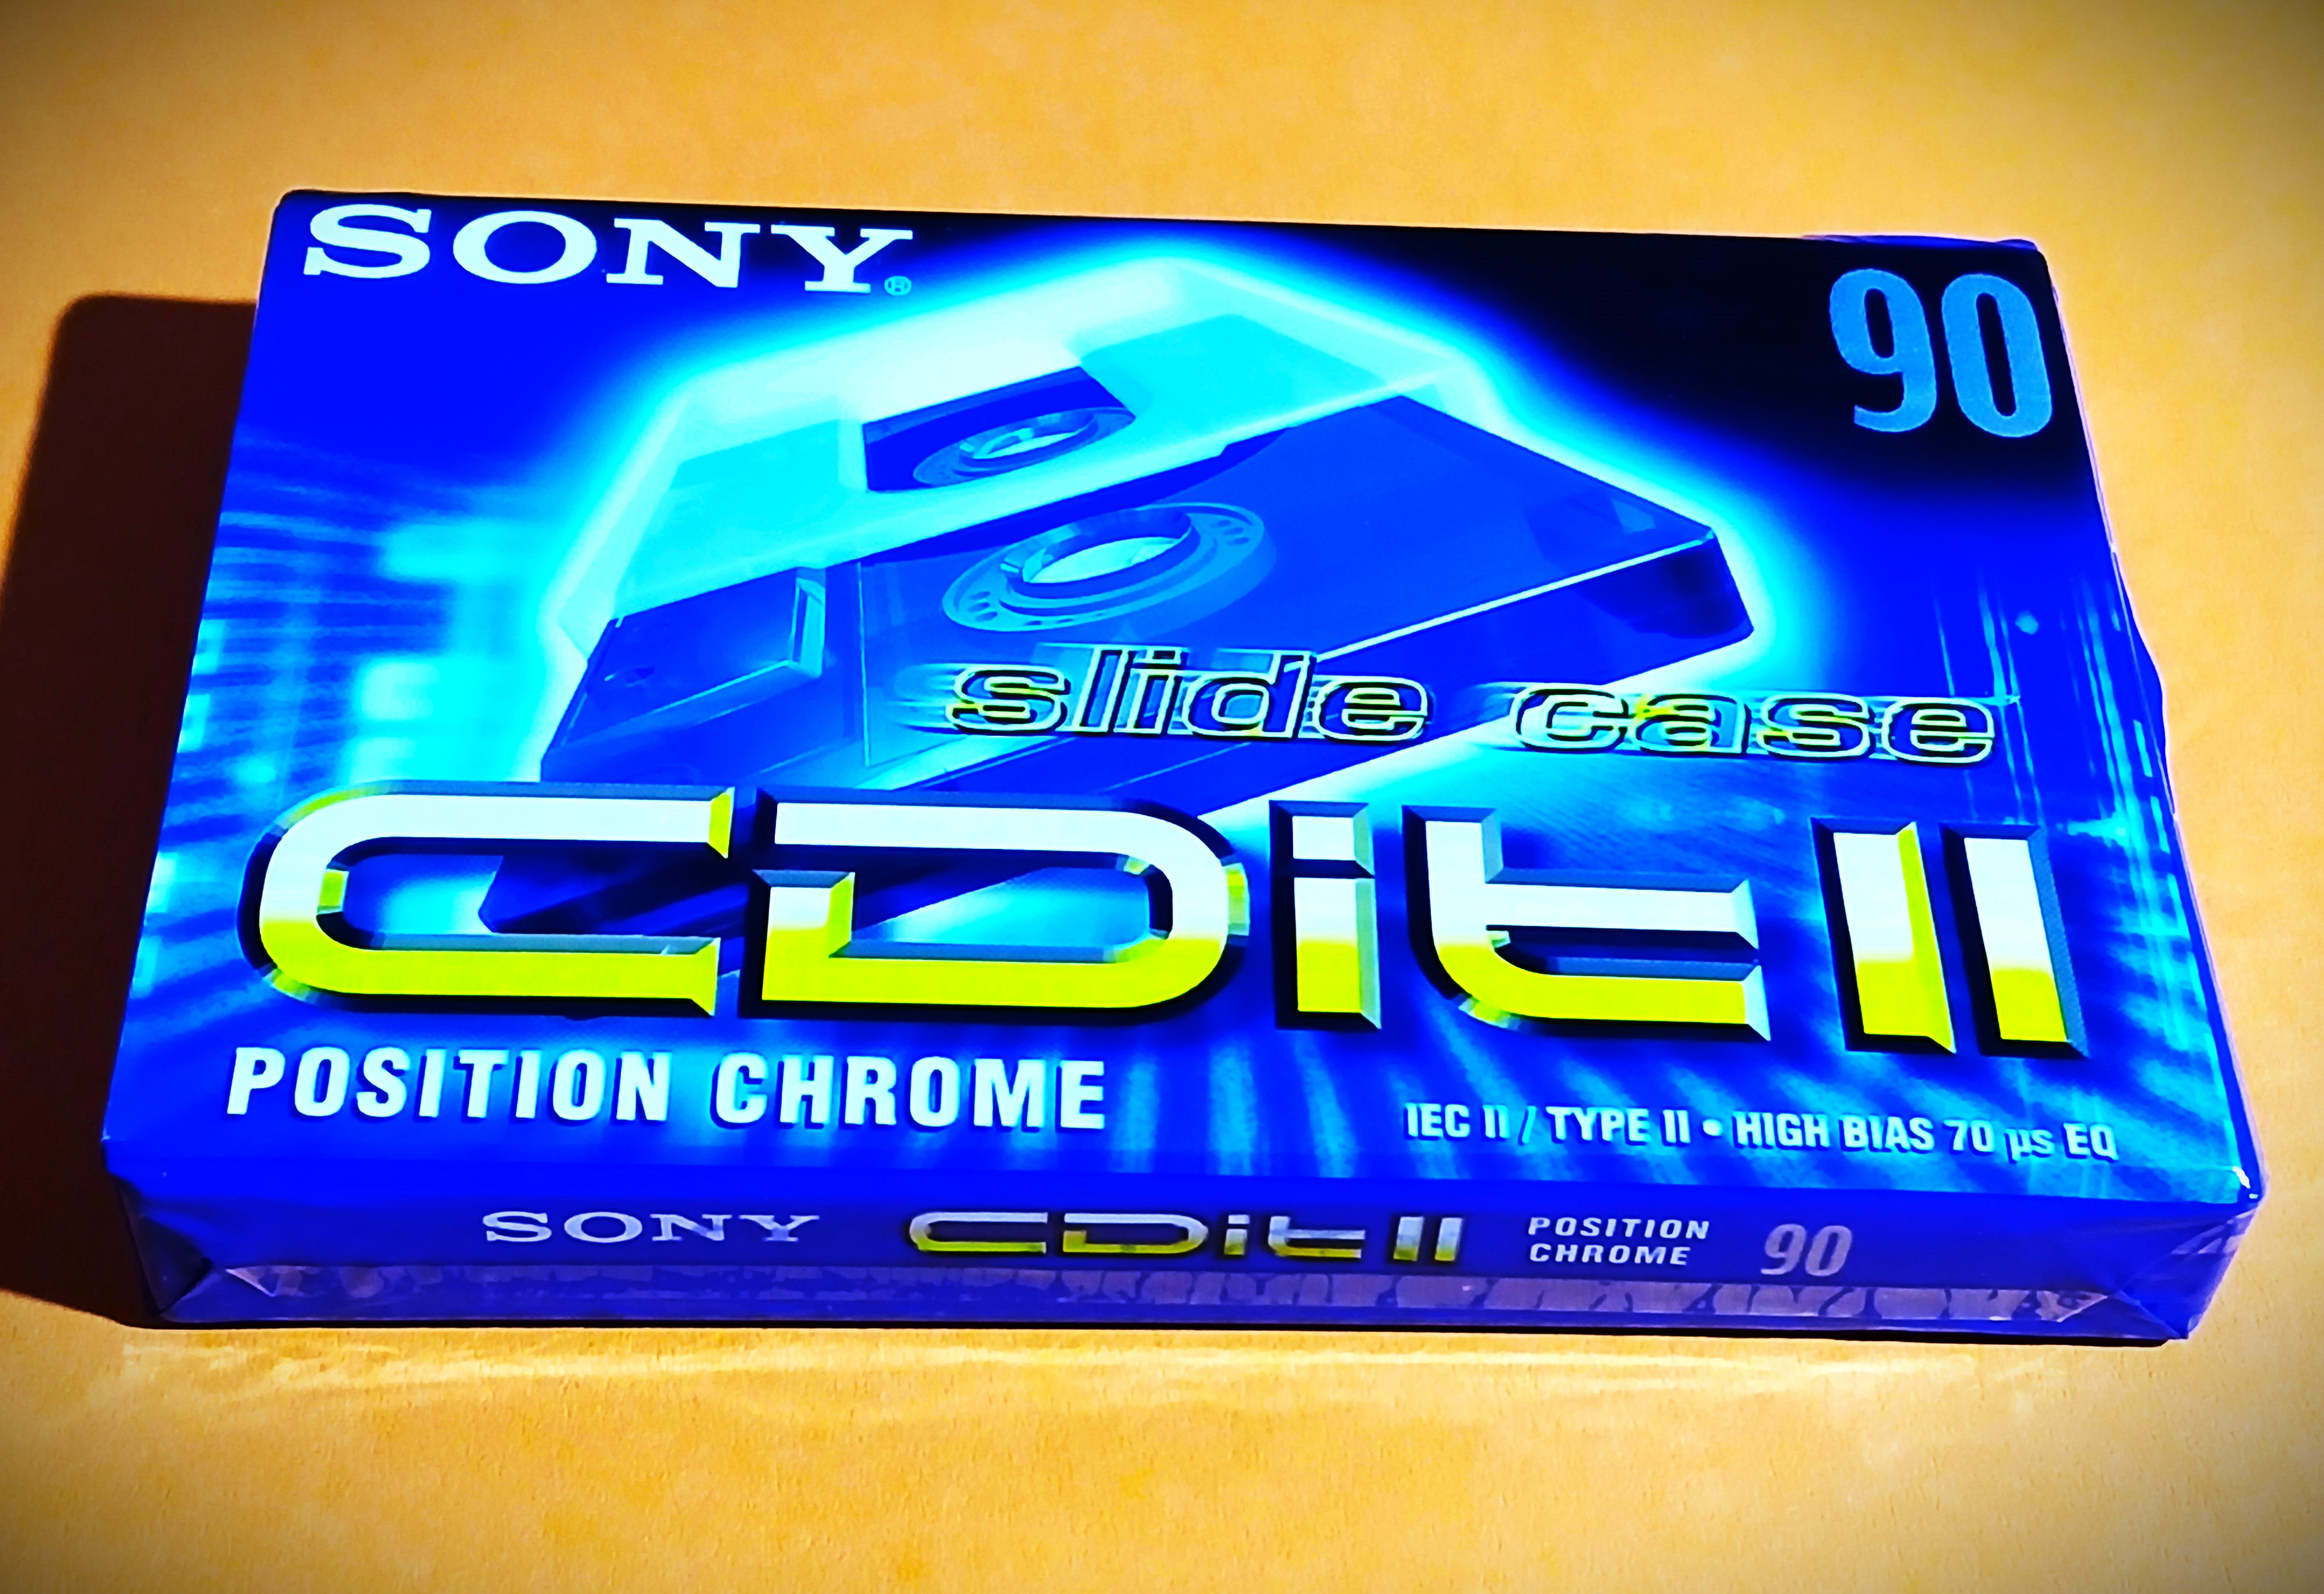 SONY®
90
slide case
CDit II
POSITION CHROME
IEC II / TYPE II • HIGH BIAS 70 µs EQ
SONY CDit II POSITION CHROME 90